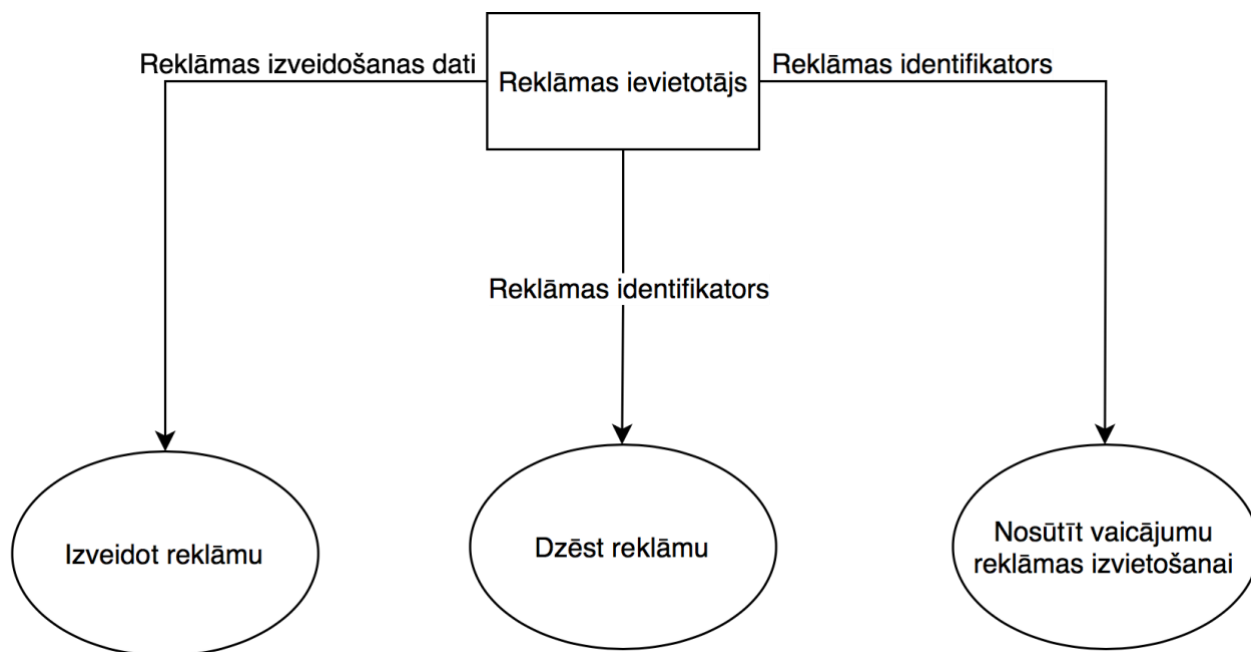 Reklāmas izveidošanas dati
Reklāmas ievietotājs
Reklāmas identifikators
Reklāmas identifikators
Izveidot reklāmu
Dzēst reklāmu
Nosūtīt vaicājumu
reklāmas izvietošanai